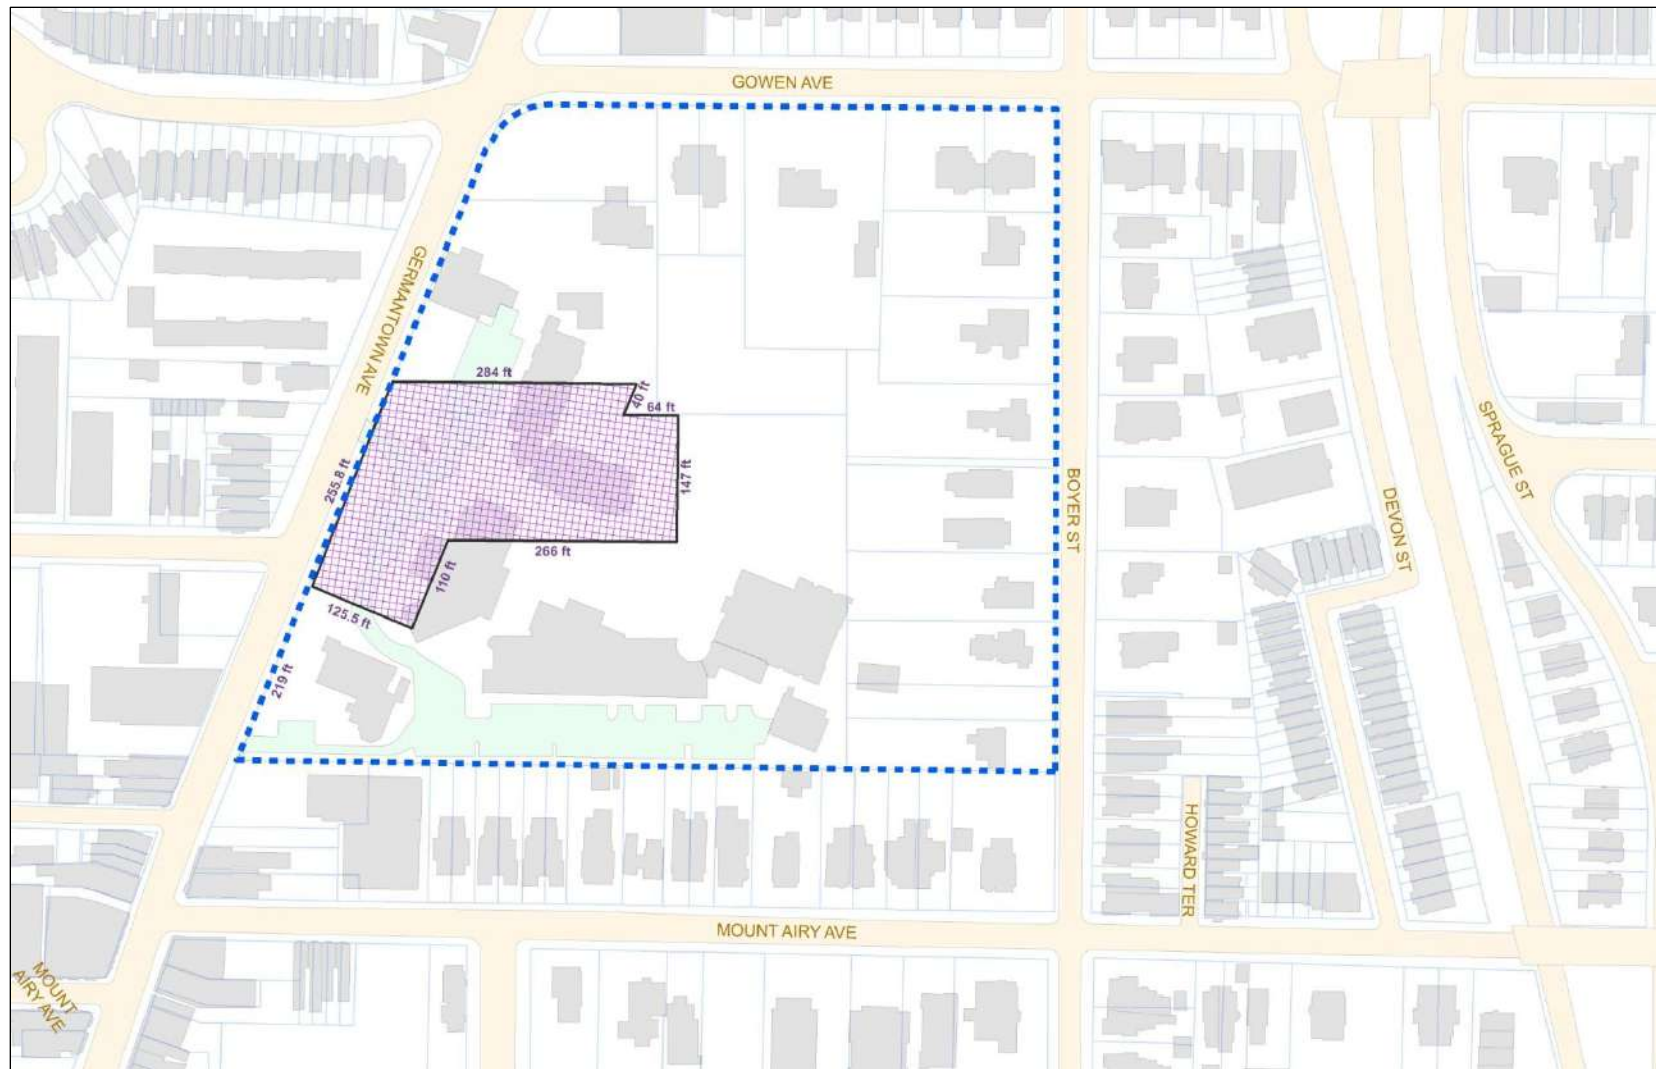 GOWEN AVE
GERMANTOWN AVE
284 ft
40 ft
64 ft
255.8 ft
147 ft
266 ft
110 ft
125.5 ft
219 ft
BOYER ST
DEVON ST
SPRAGUE ST
HOWARD TER
MOUNT AIRY AVE
MOUNT
AIRY AVE